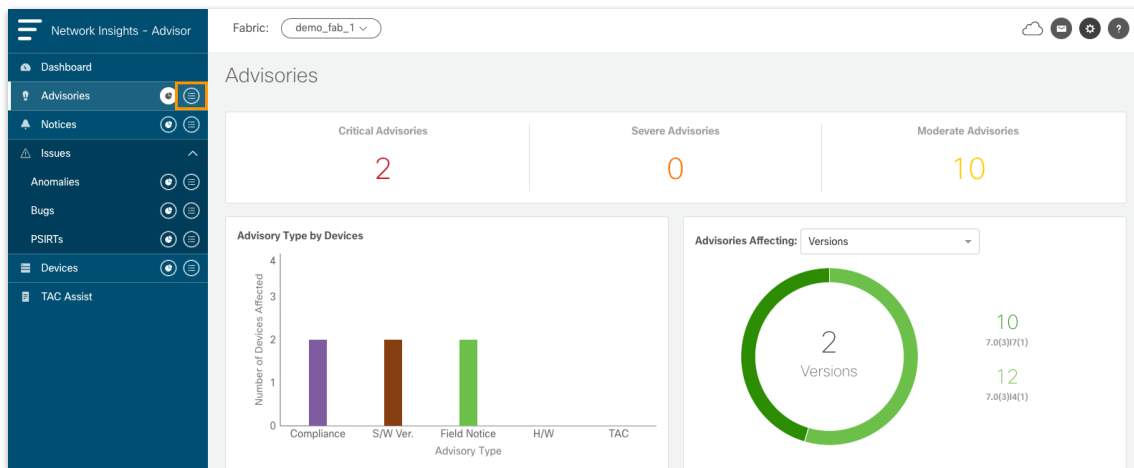 Network Insights - Advisor
Fabric: demo_fab_1
?
Dashboard
Advisories
Notices
Issues
Anomalies
Bugs
PSIRTs
Devices
TAC Assist
Advisories
Critical Advisories
2
Severe Advisories
0
Moderate Advisories
10
Advisory Type by Devices
Number of Devices Affected
4
3
2
1
0
Compliance S/W Ver. Field Notice H/W TAC
Advisory Type
Advisories Affecting: Versions
2
Versions
10
7.0(3)I7(1)
12
7.0(3)I4(1)